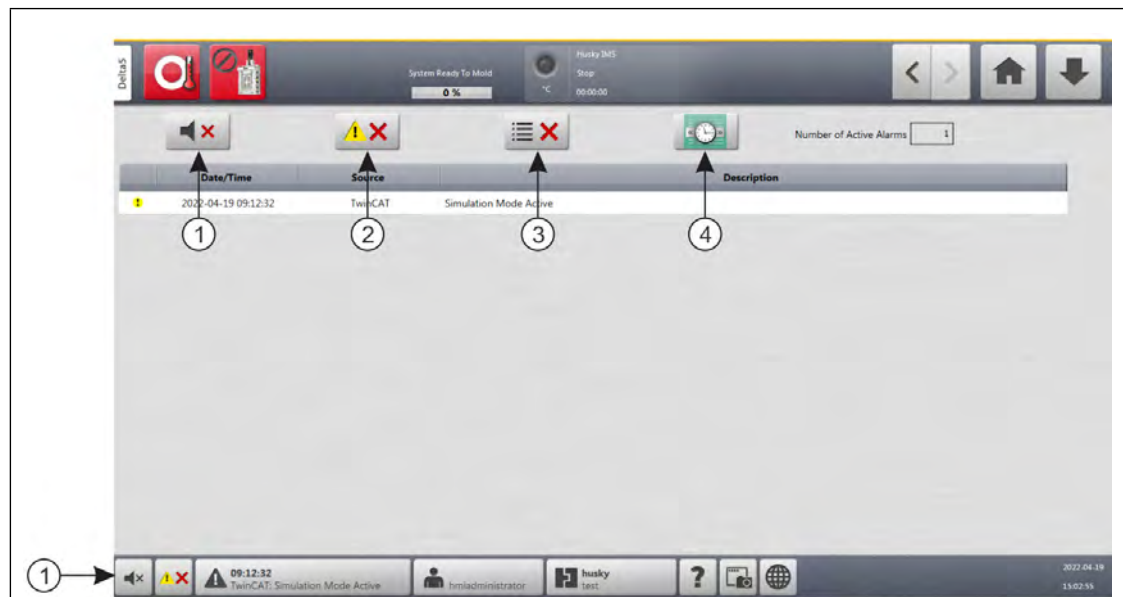 Delta5
System Ready To Mold
0 %
°C
Husky IMS
Stop
00:00:00
Number of Active Alarms 1
Date/Time Source Description
2022-04-19 09:12:32 TwinCAT Simulation Mode Active
1 2 3 4
1
09:12:32
TwinCAT: Simulation Mode Active
hmiadministrator
husky
test
?
2022-04-19
15:02:55